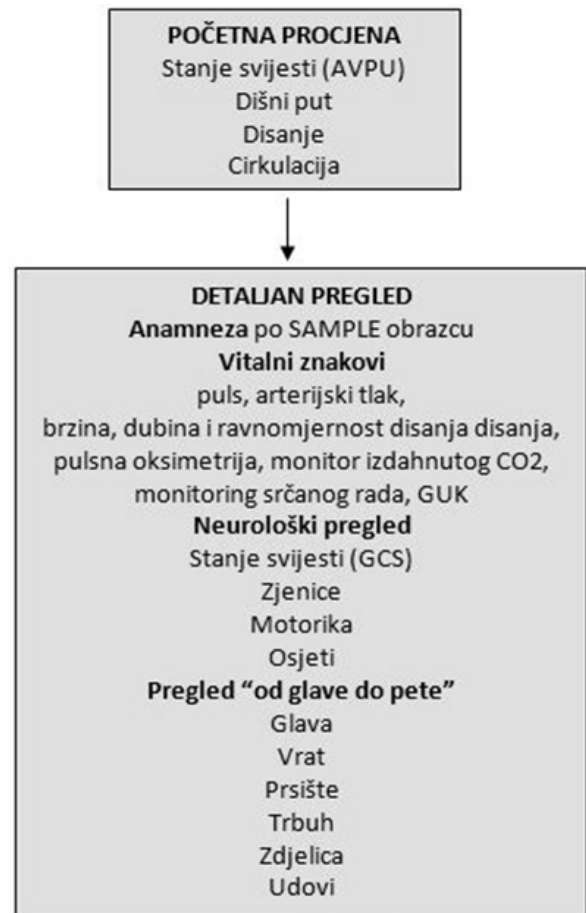 POČETNA PROCJENA
Stanje svijesti (AVPU)
Dišni put
Disanje
Cirkulacija
DETALJAN PREGLED
Anamneza po SAMPLE obrazcu
Vitalni znakovi
puls, arterijski tlak,
brzina, dubina i ravnomjernost disanja disanja,
pulsna oksimetrija, monitor izdahnutog CO2,
monitoring srčanog rada, GUK
Neurološki pregled
Stanje svijesti (GCS)
Zjenice
Motorika
Osjeti
Pregled “od glave do pete”
Glava
Vrat
Prsište
Trbuh
Zdjelica
Udovi